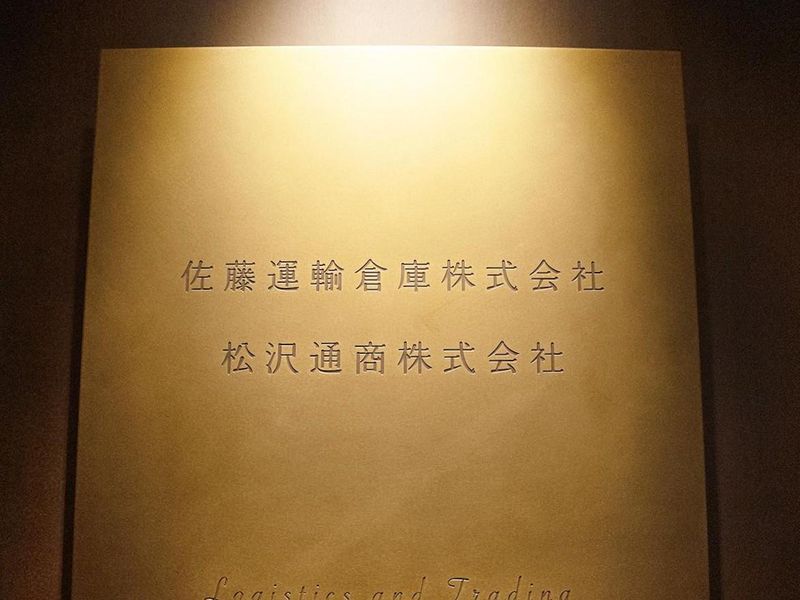 佐藤運輸倉庫株式会社
松沢通商株式会社
Logistics and Trading